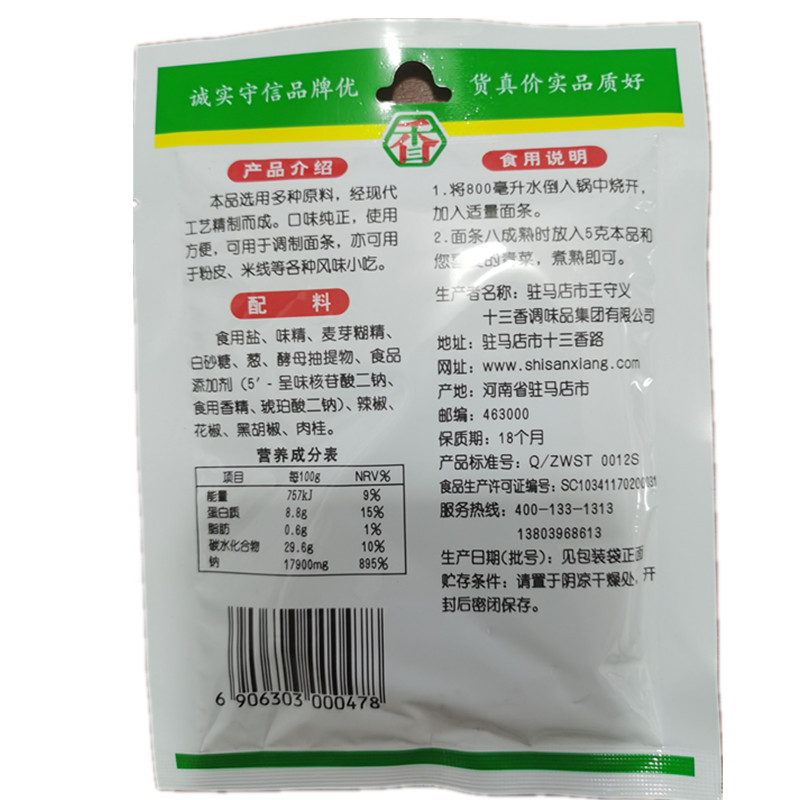 诚实守信品牌优
货真价实品质好
香
产品介绍
本品选用多种原料，经现代
工艺精制而成。口味纯正，使用
方便，可用于调制面条，亦可用
于粉皮、米线等各种风味小吃。
配 料
食用盐、味精、麦芽糊精、
白砂糖、葱、酵母抽提物、食品
添加剂（5′-呈味核苷酸二钠、
食用香精、琥珀酸二钠）、辣椒、
花椒、黑胡椒、肉桂。
营养成分表
项目 每100g NRV%
能量 757kJ 9%
蛋白质 8.8g 15%
脂肪 0.6g 1%
碳水化合物 29.6g 10%
钠 17900mg 895%
6 906303 000478
食用说明
1.将800毫升水倒入锅中烧开，
加入适量面条。
2.面条八成熟时放入5克本品和
您喜爱的青菜，煮熟即可。
生产者名称：驻马店市王守义
十三香调味品集团有限公司
地址：驻马店市十三香路
网址：www.shisanxiang.com
产地：河南省驻马店市
邮编：463000
保质期：18个月
产品标准号：Q/ZWST 0012S
食品生产许可证编号：
服务热线：400-133-1313
13803968613
生产日期(批号)：见包装袋正面
贮存条件：请置于阴凉干燥处，开
封后密闭保存。